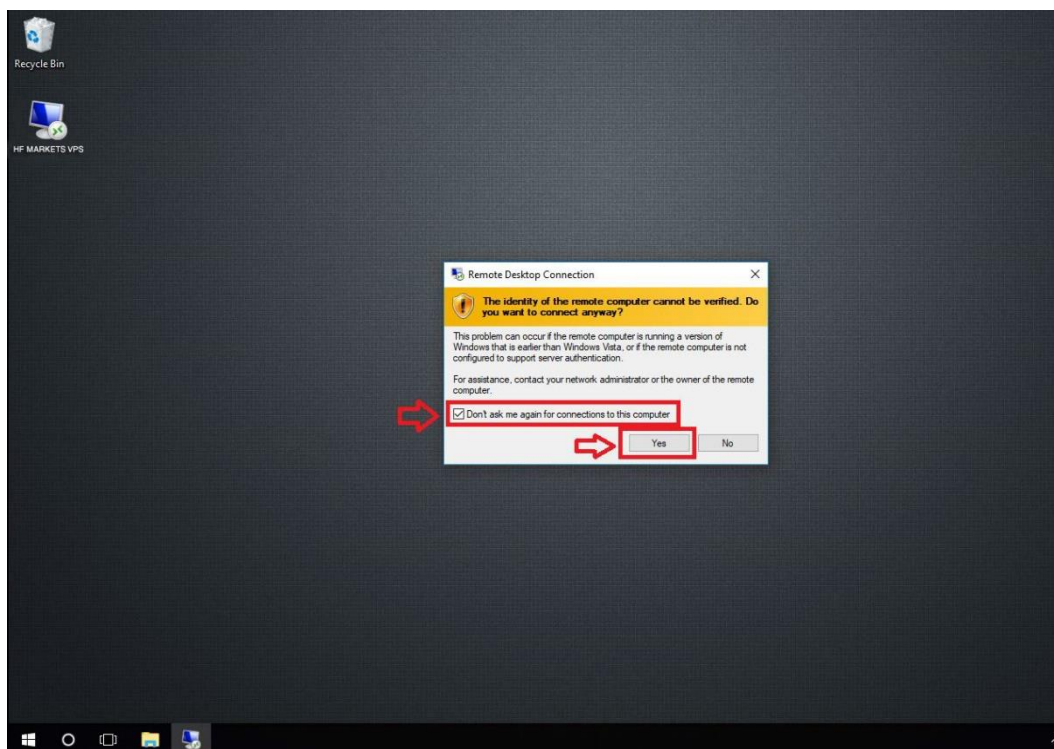 Recycle Bin
HF MARKETS VPS
Remote Desktop Connection
The identity of the remote computer cannot be verified. Do
you want to connect anyway?
This problem can occur if the remote computer is running a version of
Windows that is earlier than Windows Vista, or if the remote computer is not
configured to support server authentication.
For assistance, contact your network administrator or the owner of the remote
computer.
Don't ask me again for connections to this computer
Yes
No